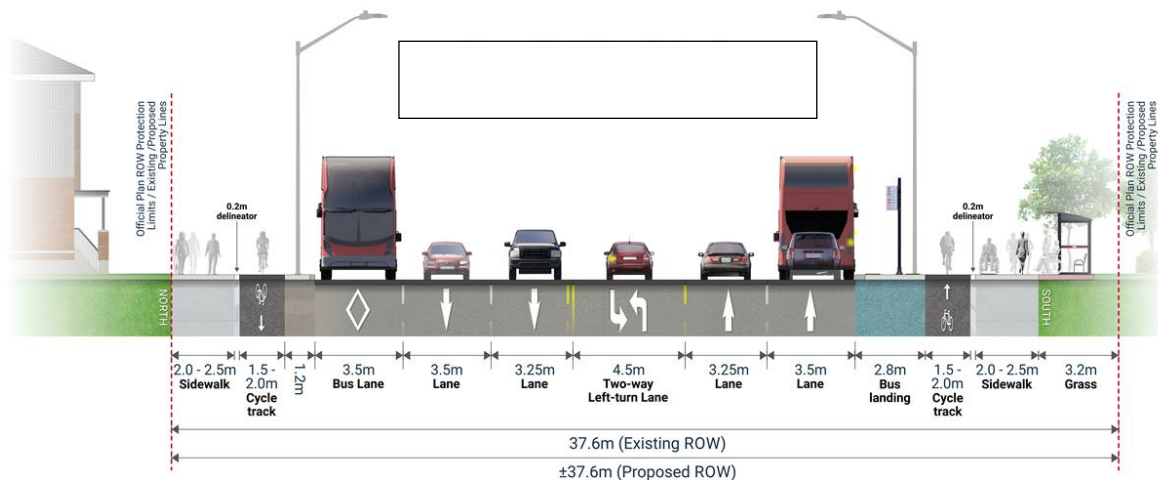 Official Plan ROW Protection
Limits / Existing /Proposed
Property Lines
Official Plan ROW Protection
Limits / Existing /Proposed
Property Lines
0.2m
delineator
0.2m
delineator
NORTH
SOUTH
2.0 - 2.5m
Sidewalk
1.5 -
2.0m
Cycle
track
1.2m
3.5m
Bus Lane
3.5m
Lane
3.25m
Lane
4.5m
Two-way
Left-turn Lane
3.25m
Lane
3.5m
Lane
2.8m
Bus
landing
1.5 -
2.0m
Cycle
track
2.0 - 2.5m
Sidewalk
3.2m
Grass
37.6m (Existing ROW)
±37.6m (Proposed ROW)